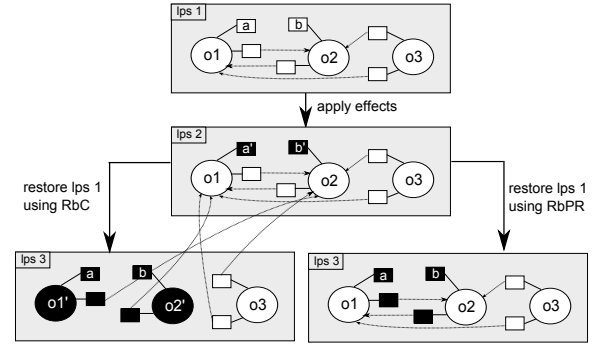 lps 1
a
b
o1
o2
o3
apply effects
lps 2
a'
b'
o1
o2
o3
restore lps 1
using RbC
restore lps 1
using RbPR
lps 3
a
b
o1'
o2'
o3
lps 3
a
b
o1
o2
o3